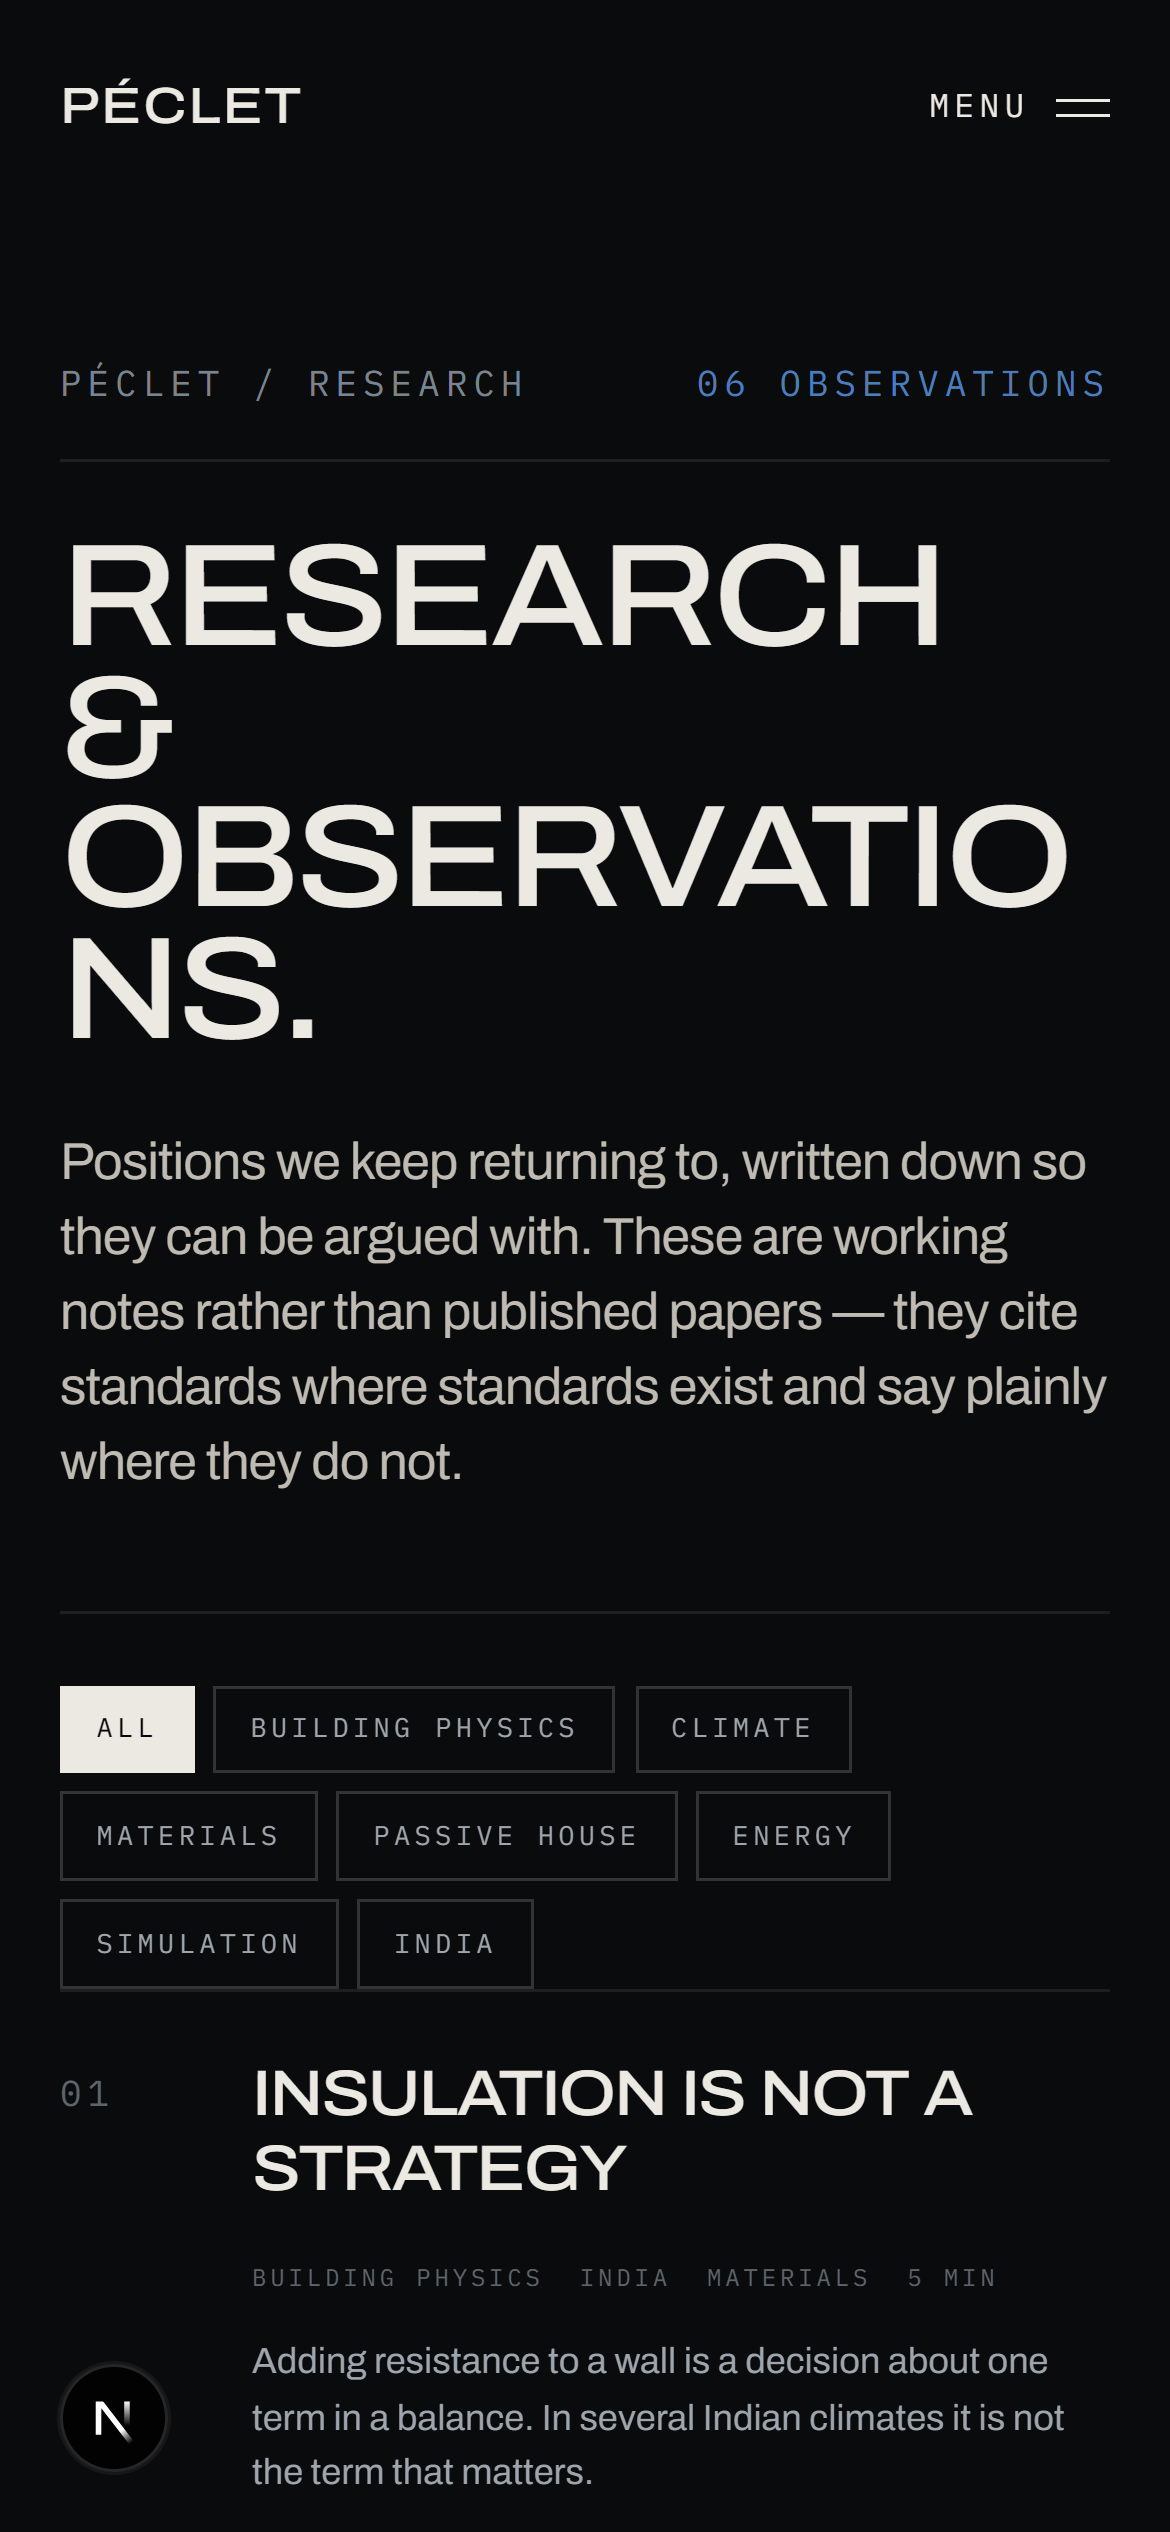 PÉCLET
MENU
PÉCLET / RESEARCH
06 OBSERVATIONS
RESEARCH
&
OBSERVATIO
NS.
Positions we keep returning to, written down so
they can be argued with. These are working
notes rather than published papers — they cite
standards where standards exist and say plainly
where they do not.
ALL
BUILDING PHYSICS
CLIMATE
MATERIALS
PASSIVE HOUSE
ENERGY
SIMULATION
INDIA
01
INSULATION IS NOT A
STRATEGY
BUILDING PHYSICS INDIA MATERIALS 5 MIN
Adding resistance to a wall is a decision about one
term in a balance. In several Indian climates it is not
the term that matters.
N